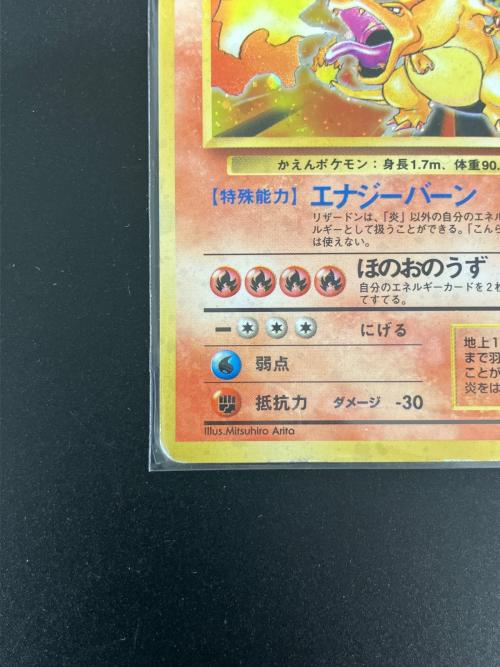 かえんポケモン：身長1.7m、体重90.
【特殊能力】 エナジーバーン
リザードンは、「炎」以外の自分のエネル
ルギーとして扱うことができる。「こんら
は使えない。
ほのおのうず
自分のエネルギーカードを2枚
てすてる。
にげる
弱点
抵抗力 ダメージ -30
地上1
まで羽
ことが
炎をは
Illus.Mitsuhiro Arita